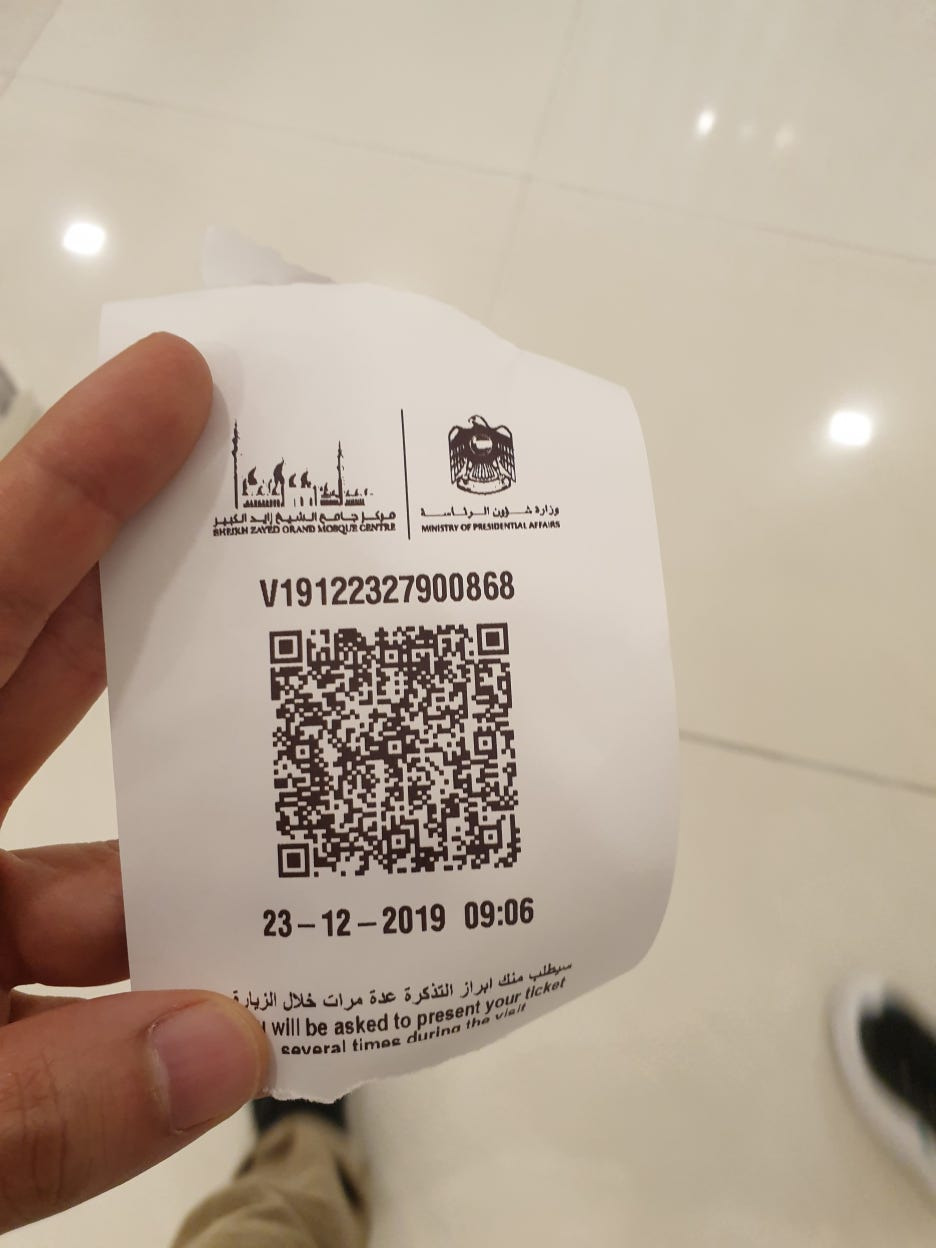 مركز جامع الشيخ زايد الكبير
SHEIKH ZAYED GRAND MOSQUE CENTRE
وزارة شؤون الرئاسة
MINISTRY OF PRESIDENTIAL AFFAIRS
V19122327900868
23-12-2019 09:06
سيطلب منك ابراز التذكرة عدة مرات خلال الزيارة
will be asked to present your ticket
several times during the visit